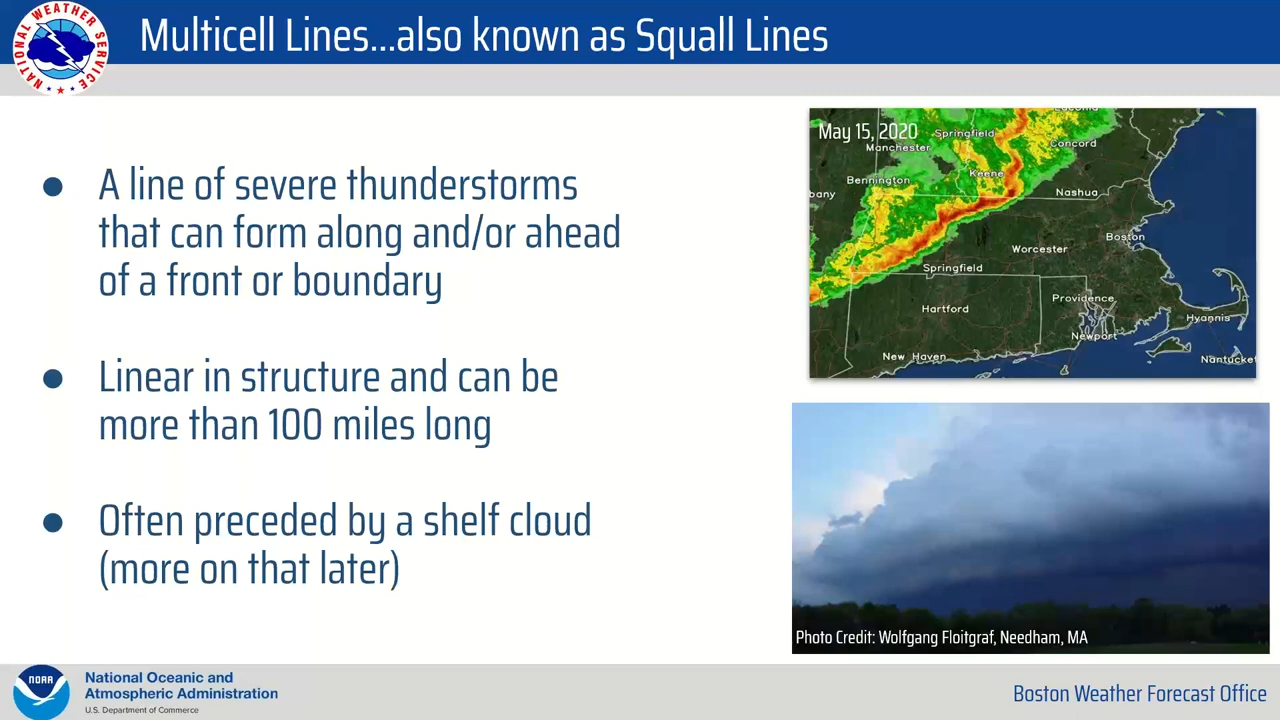 NATIONAL WEATHER SERVICE
Multicell Lines...also known as Squall Lines
● A line of severe thunderstorms
that can form along and/or ahead
of a front or boundary
● Linear in structure and can be
more than 100 miles long
● Often preceded by a shelf cloud
(more on that later)
May 15, 2020
Springfield
Manchester
Concord
Bennington
Keene
bany
Nashua
Boston
Worcester
Springfield
Providence
Hartford
Hyannis
Newport
New Haven
Nantucket
Photo Credit: Wolfgang Floitgraf, Needham, MA
NOAA
National Oceanic and
Atmospheric Administration
U.S. Department of Commerce
Boston Weather Forecast Office